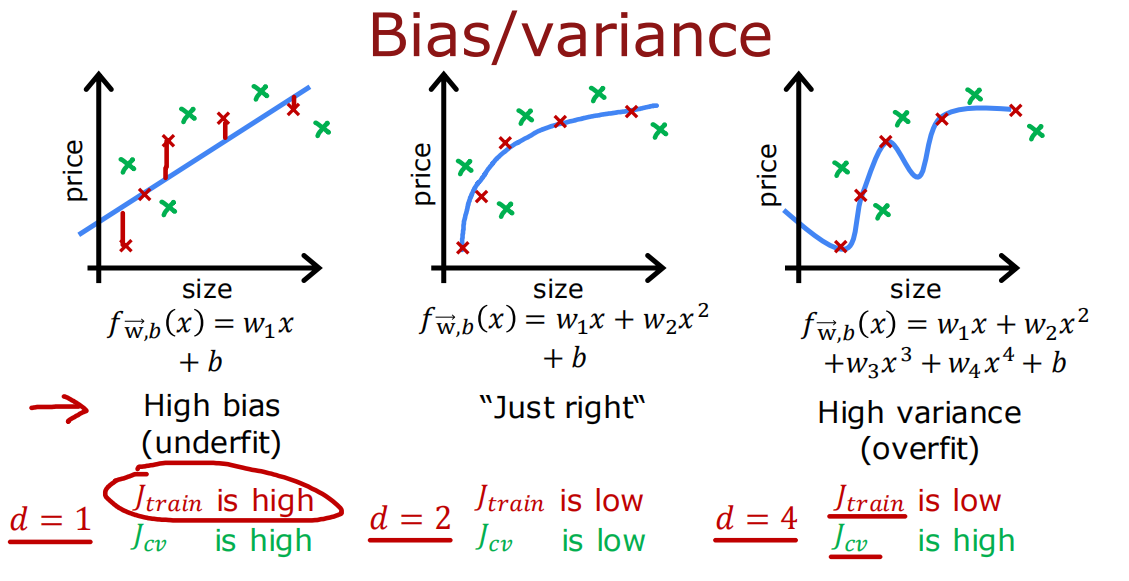 Bias/variance
price
size
f_{\vec{w},b}(x) = w_1x
+ b
High bias
(underfit)
d = 1
J_{train} is high
J_{cv} is high
price
size
f_{\vec{w},b}(x) = w_1x + w_2x^2
+ b
“Just right“
d = 2
J_{train} is low
J_{cv} is low
price
size
f_{\vec{w},b}(x) = w_1x + w_2x^2
+w_3x^3 + w_4x^4 + b
High variance
(overfit)
d = 4
J_{train} is low
J_{cv} is high